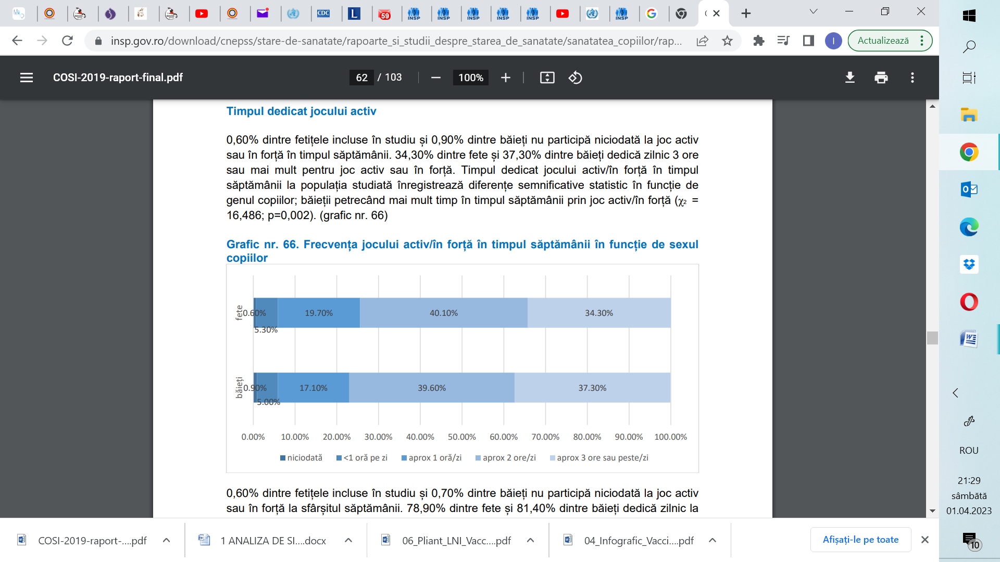 59
INSP
INSP
INSP
INSP
INSP
CDC
L
INSP
G
insp.gov.ro/download/cnepss/stare-de-sanatate/rapoarte_si_studii_despre_starea_de_sanatate/sanatatea_copiilor/rap...
I
Actualizează
COSI-2019-raport-final.pdf
62 / 103
100%
Timpul dedicat jocului activ
0,60% dintre fetițele incluse în studiu și 0,90% dintre băieți nu participă niciodată la joc activ
sau în forță în timpul săptămânii. 34,30% dintre fete și 37,30% dintre băieți dedică zilnic 3 ore
sau mai mult pentru joc activ sau în forță. Timpul dedicat jocului activ/în forță în timpul
săptămânii la populația studiată înregistrează diferențe semnificative statistic în funcție de
genul copiilor; băieții petrecând mai mult timp în timpul săptămânii prin joc activ/în forță (χ2 =
16,486; p=0,002). (grafic nr. 66)
Grafic nr. 66. Frecvența jocului activ/în forță în timpul săptămânii în funcție de sexul
copiilor
fete
0.60%
5.30%
19.70%
40.10%
34.30%
băieți
0.90%
5.00%
17.10%
39.60%
37.30%
0.00% 10.00% 20.00% 30.00% 40.00% 50.00% 60.00% 70.00% 80.00% 90.00% 100.00%
niciodată <1 oră pe zi aprox 1 oră/zi aprox 2 ore/zi aprox 3 ore sau peste/zi
0,60% dintre fetițele incluse în studiu și 0,70% dintre băieți nu participă niciodată la joc activ
sau în forță la sfârșitul săptămânii. 78,90% dintre fete și 81,40% dintre băieți dedică zilnic la
COSI-2019-raport-....pdf
1 ANALIZA DE SI....docx
06_Pliant_LNI_Vacc....pdf
04_Infografic_Vacci....pdf
Afișați-le pe toate
ROU
21:29
sâmbătă
01.04.2023
10